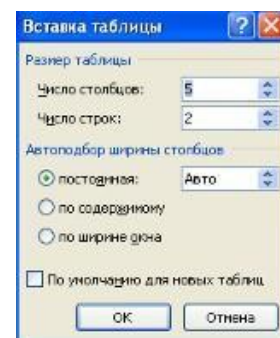 Вставка таблицы
Размер таблицы
Число столбцов: 5
Число строк: 2
Автоподбор ширины столбцов
постоянная: Авто
по содержимому
по ширине окна
По умолчанию для новых таблиц
ОК Отмена